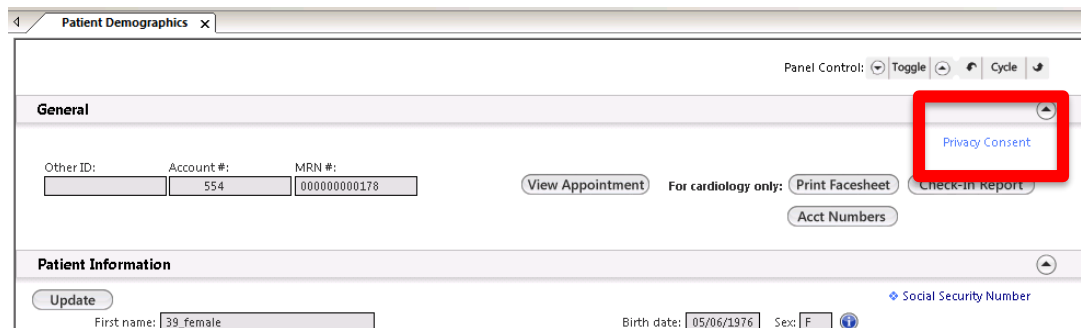 Patient Demographics x
Panel Control: Toggle Cycle
General
Privacy Consent
Other ID: Account #: MRN #:
554 000000000178
View Appointment For cardiology only: Print Facesheet Check-In Report
Acct Numbers
Patient Information
Update Social Security Number
First name: 39_female Birth date: 05/06/1976 Sex: F